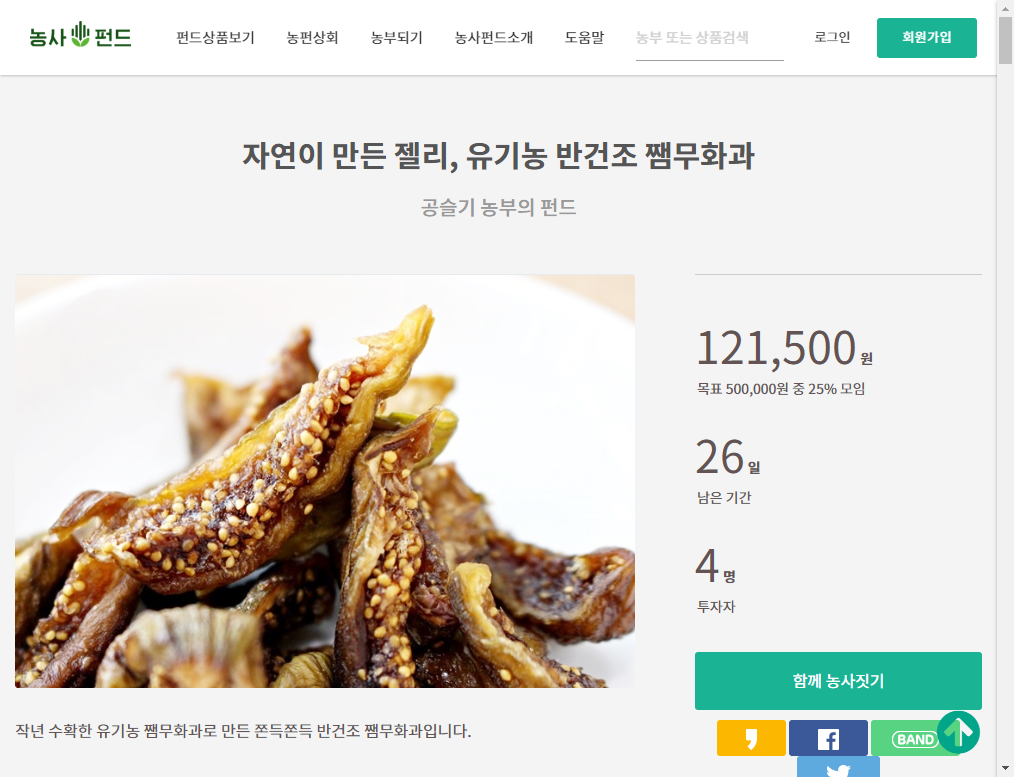 농사펀드 펀드상품보기 농펀상회 농부되기 농사펀드소개 도움말 농부 또는 상품검색 로그인 회원가입
자연이 만든 젤리, 유기농 반건조 쨈무화과
공슬기 농부의 펀드
121,500 원
목표 500,000원 중 25% 모임
26 일
남은 기간
4 명
투자자
함께 농사짓기
BAND
작년 수확한 유기농 쨈무화과로 만든 쫀득쫀득 반건조 쨈무화과입니다.